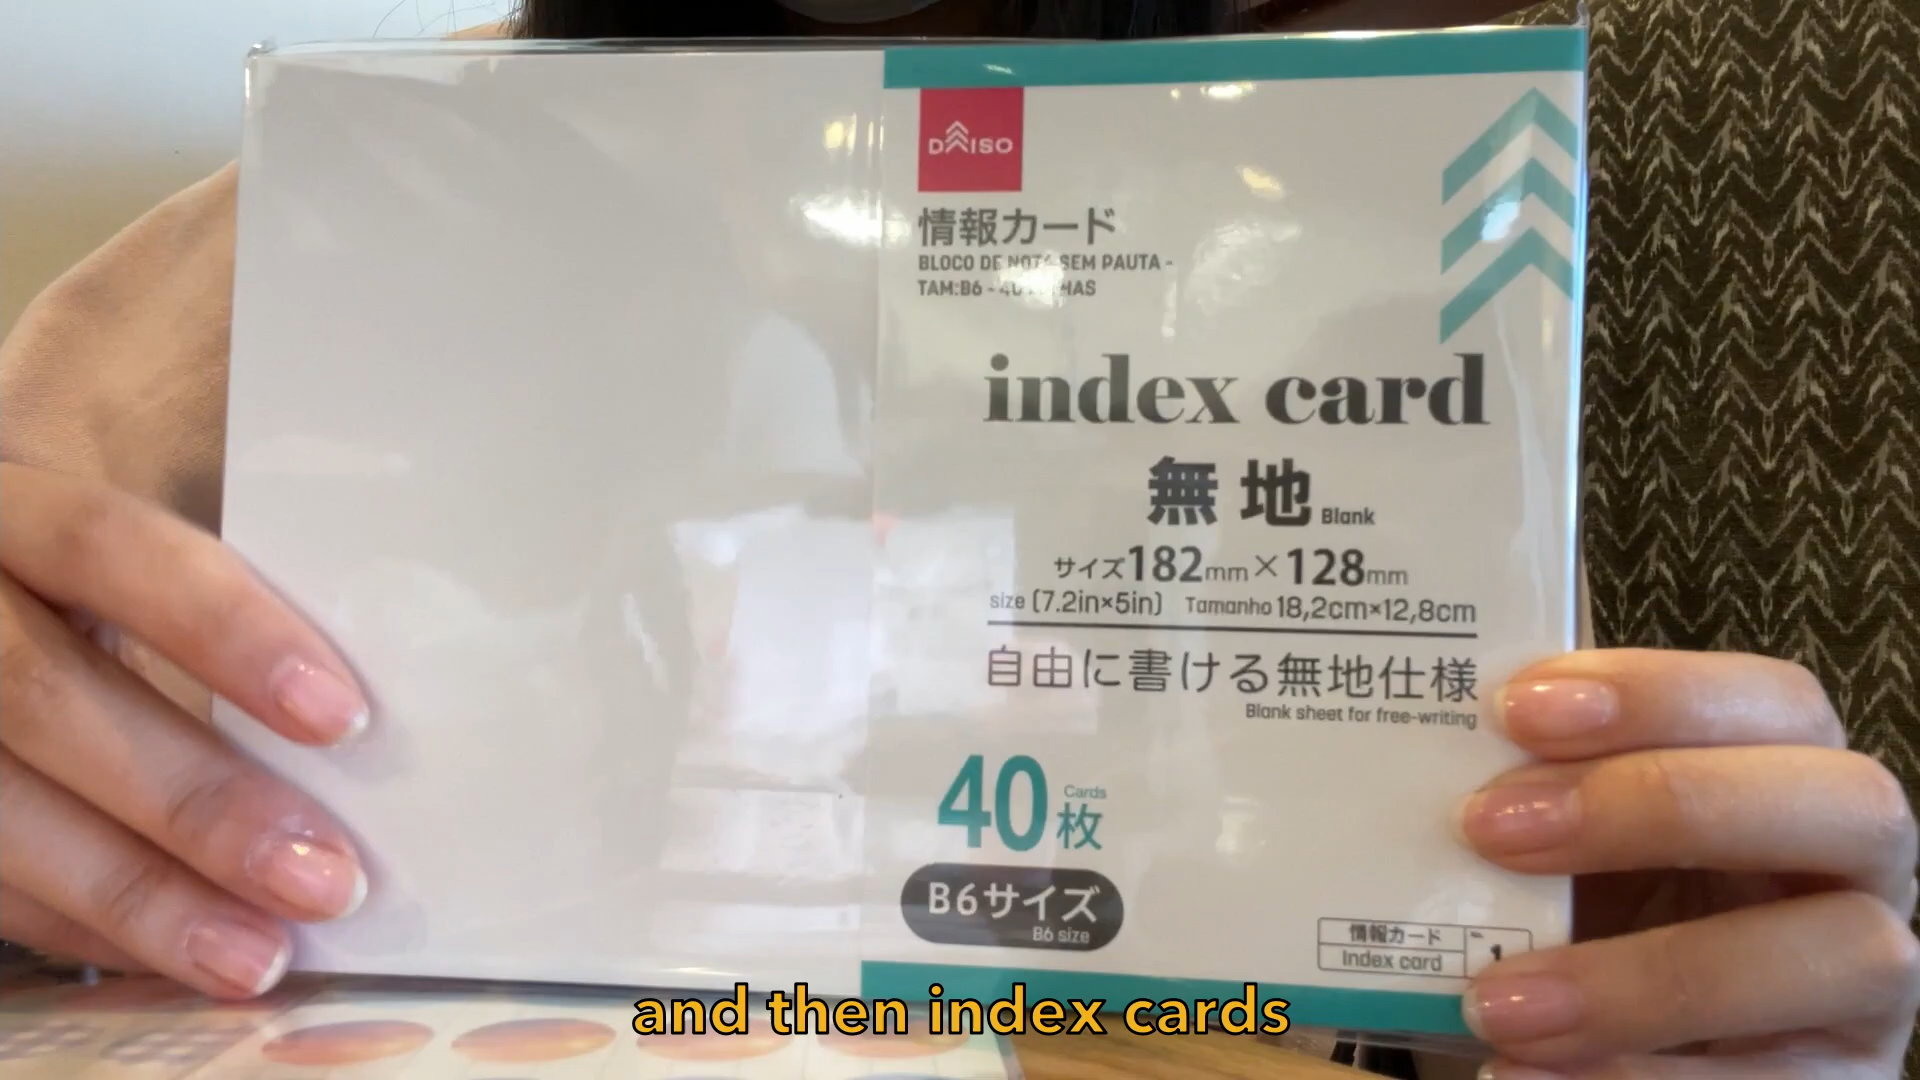 DAISO
情報カード
BLOCO DE NOTA SEM PAUTA -
TAM:B6 - 40
index card
無地 Blank
サイズ182mm×128mm
size (7.2in×5in) Tamanho 18,2cm×12,8cm
自由に書ける無地仕様
Blank sheet for free-writing
40枚 Cards
B6サイズ
B6 size
情報カード
Index card
1
and then index cards